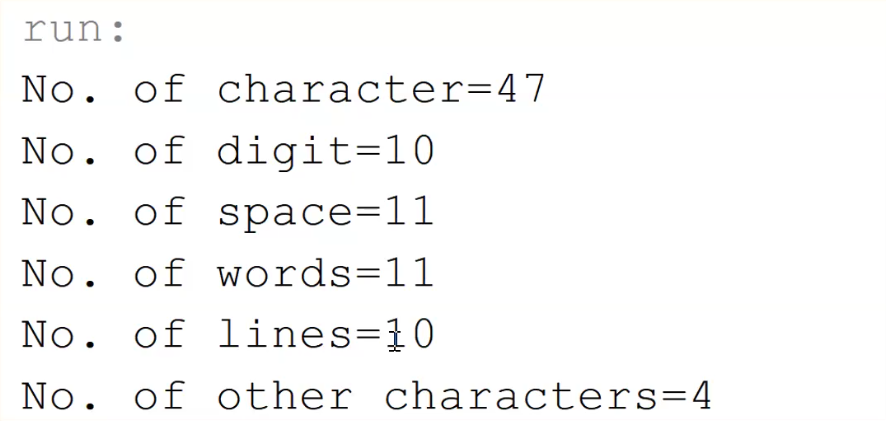 run:
No. of character=47
No. of digit=10
No. of space=11
No. of words=11
No. of lines=10
No. of other characters=4